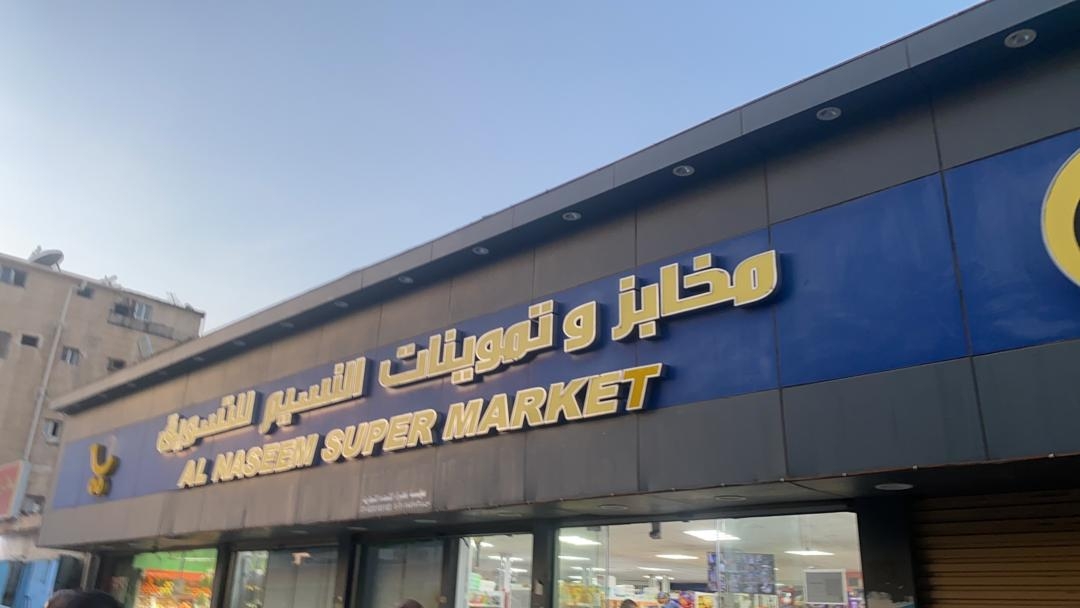 مخابز و تموينات النسيم للتسويق
AL NASEEM SUPER MARKET